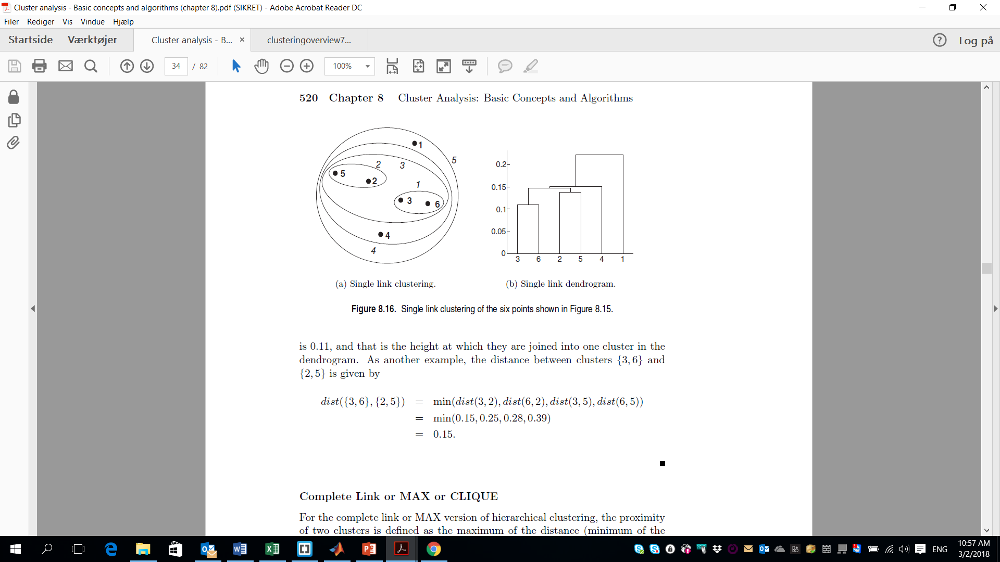 Cluster analysis - Basic concepts and algorithms (chapter 8).pdf (SIKRET) - Adobe Acrobat Reader DC
Filer Rediger Vis Vindue Hjælp
Startside Værktøjer Cluster analysis - B... × clusteringoverview7... ? Log på
34 / 82 100%
520 Chapter 8 Cluster Analysis: Basic Concepts and Algorithms
1
5
2
3
5
2
1
3
6
4
4
0.2
0.15
0.1
0.05
0
3 6 2 5 4 1
(a) Single link clustering.
(b) Single link dendrogram.
Figure 8.16. Single link clustering of the six points shown in Figure 8.15.
is 0.11, and that is the height at which they are joined into one cluster in the
dendrogram. As another example, the distance between clusters {3, 6} and
{2, 5} is given by
dist({3, 6}, {2, 5}) = min(dist(3, 2), dist(6, 2), dist(3, 5), dist(6, 5))
= min(0.15, 0.25, 0.28, 0.39)
= 0.15.
Complete Link or MAX or CLIQUE
For the complete link or MAX version of hierarchical clustering, the proximity
of two clusters is defined as the maximum of the distance (minimum of the
ENG
10:57 AM
3/2/2018